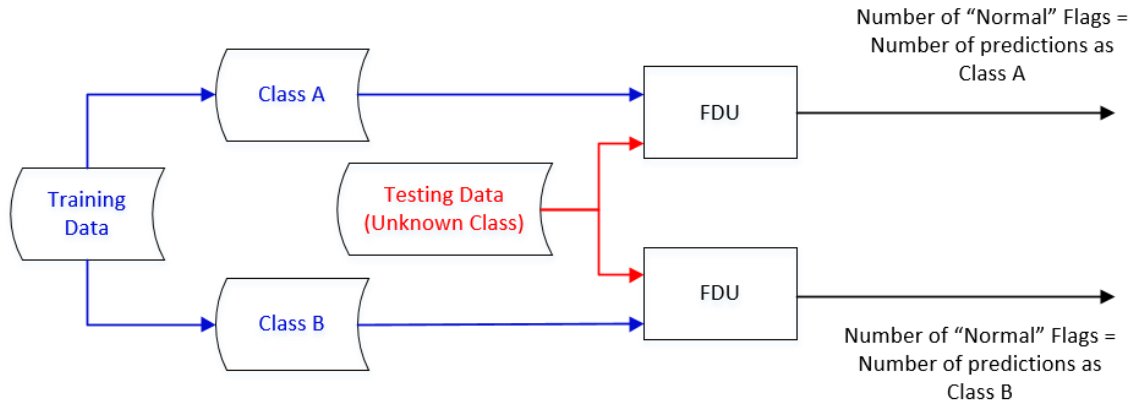 Number of “Normal” Flags =
Number of predictions as
Class A
Class A
FDU
Training
Data
Testing Data
(Unknown Class)
Class B
FDU
Number of “Normal” Flags =
Number of predictions as
Class B